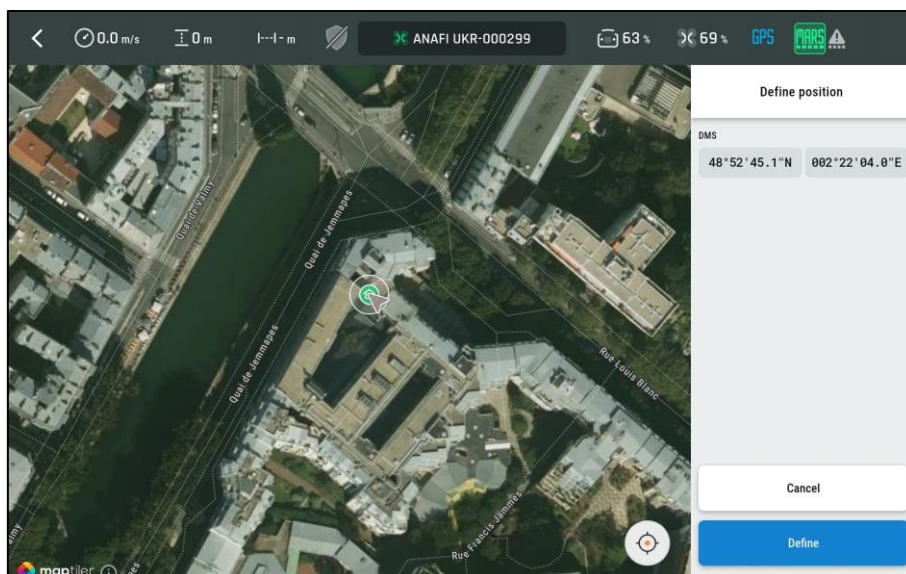 0.0 m/s
0 m
- m
ANAFI UKR-000299
63 %
69 %
GPS
MARS
Define position
DMS
48°52'45.1"N
002°22'04.0"E
Quai de Valmy
Quai de Jemmapes
Quai de Jemmapes
Rue Louis Blanc
Rue Francis Jammes
Cancel
Define
maptiler